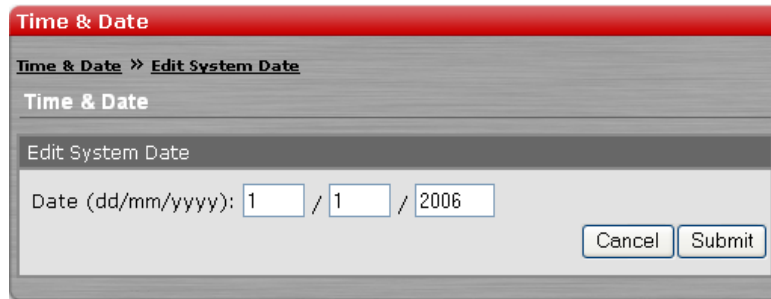 Time & Date
Time & Date » Edit System Date
Time & Date
Edit System Date
Date (dd/mm/yyyy): 1 / 1 / 2006
Cancel Submit